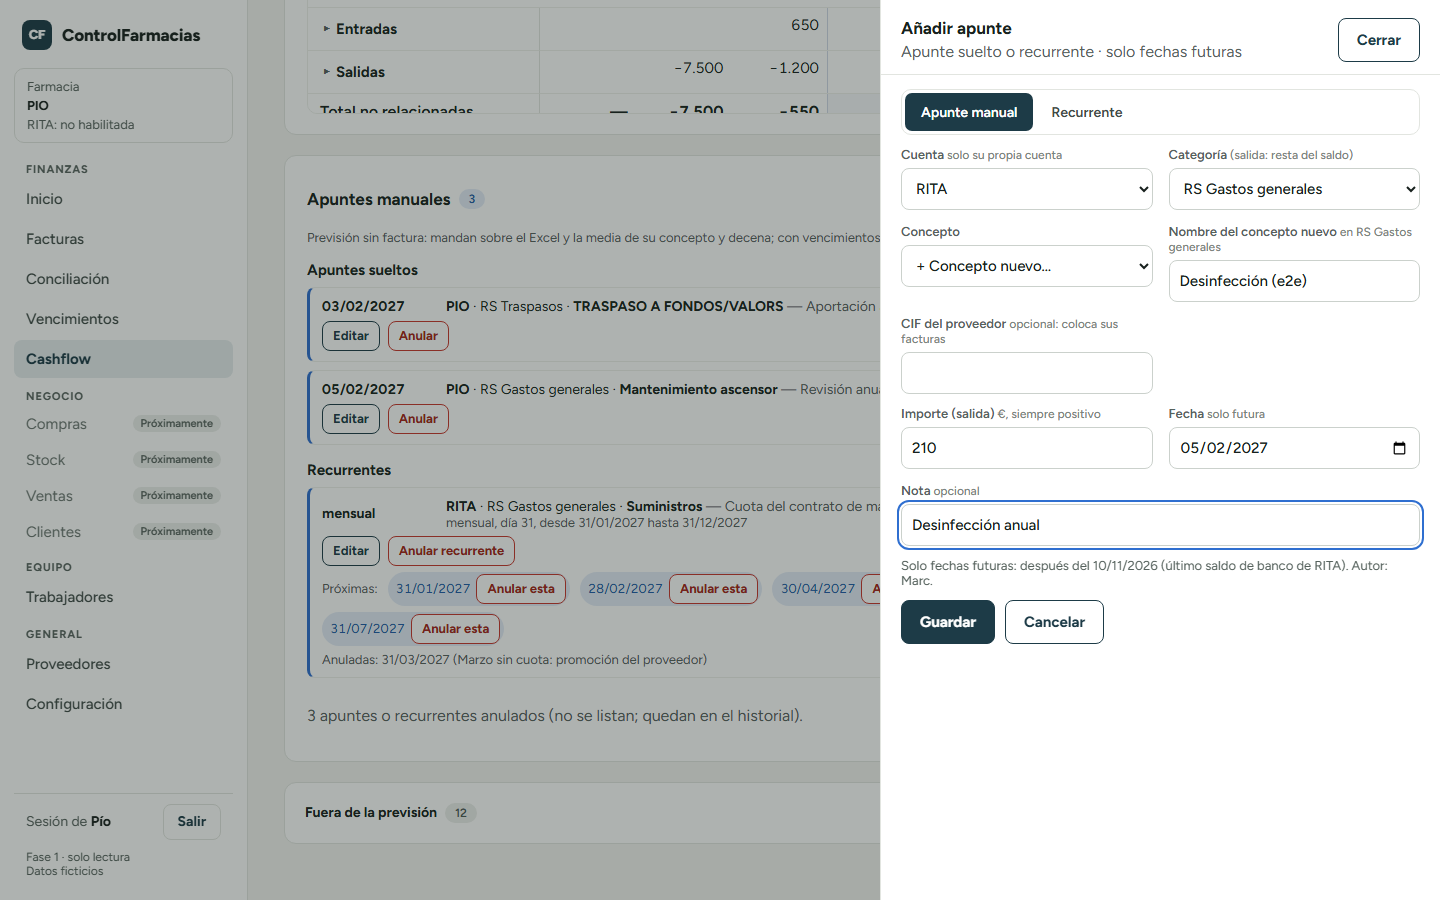 CF ControlFarmacias
Farmacia
PIO
RITA: no habilitada
FINANZAS
Inicio
Facturas
Conciliación
Vencimientos
Cashflow
NEGOCIO
Compras Próximamente
Stock Próximamente
Ventas Próximamente
Clientes Próximamente
EQUIPO
Trabajadores
GENERAL
Proveedores
Configuración
Sesión de Pío Salir
Fase 1 · solo lectura
Datos ficticios
Entradas 650
Salidas -7.500 -1.200
Total no relacionadas — -7.500 -550
Apuntes manuales 3
Previsión sin factura: mandan sobre el Excel y la media de su concepto y decena; con vencimientos
Apuntes sueltos
03/02/2027 PIO · RS Traspasos · TRASPASO A FONDOS/VALORS — Aportación
Editar Anular
05/02/2027 PIO · RS Gastos generales · Mantenimiento ascensor — Revisión anua
Editar Anular
Recurrentes
mensual RITA · RS Gastos generales · Suministros — Cuota del contrato de ma
mensual, día 31, desde 31/01/2027 hasta 31/12/2027
Editar Anular recurrente
Próximas: 31/01/2027 Anular esta 28/02/2027 Anular esta 30/04/2027 A
31/07/2027 Anular esta
Anuladas: 31/03/2027 (Marzo sin cuota: promoción del proveedor)
3 apuntes o recurrentes anulados (no se listan; quedan en el historial).
Fuera de la previsión 12
Añadir apunte
Apunte suelto o recurrente · solo fechas futuras
Cerrar
Apunte manual Recurrente
Cuenta solo su propia cuenta
RITA
Categoría (salida: resta del saldo)
RS Gastos generales
Concepto
+ Concepto nuevo...
Nombre del concepto nuevo en RS Gastos
generales
Desinfección (e2e)
CIF del proveedor opcional: coloca sus
facturas
Importe (salida) €, siempre positivo
210
Fecha solo futura
05/02/2027
Nota opcional
Desinfección anual
Solo fechas futuras: después del 10/11/2026 (último saldo de banco de RITA). Autor:
Marc.
Guardar Cancelar